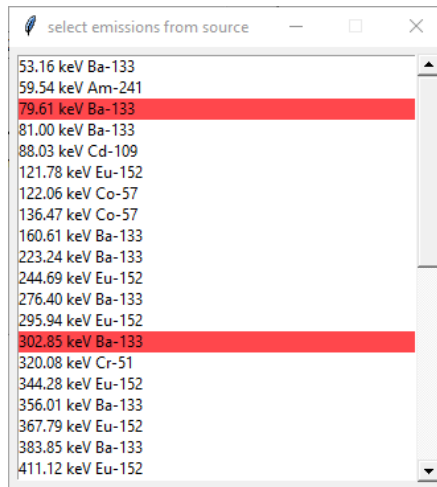 select emissions from source
53.16 keV Ba-133
59.54 keV Am-241
79.61 keV Ba-133
81.00 keV Ba-133
88.03 keV Cd-109
121.78 keV Eu-152
122.06 keV Co-57
136.47 keV Co-57
160.61 keV Ba-133
223.24 keV Ba-133
244.69 keV Eu-152
276.40 keV Ba-133
295.94 keV Eu-152
302.85 keV Ba-133
320.08 keV Cr-51
344.28 keV Eu-152
356.01 keV Ba-133
367.79 keV Eu-152
383.85 keV Ba-133
411.12 keV Eu-152